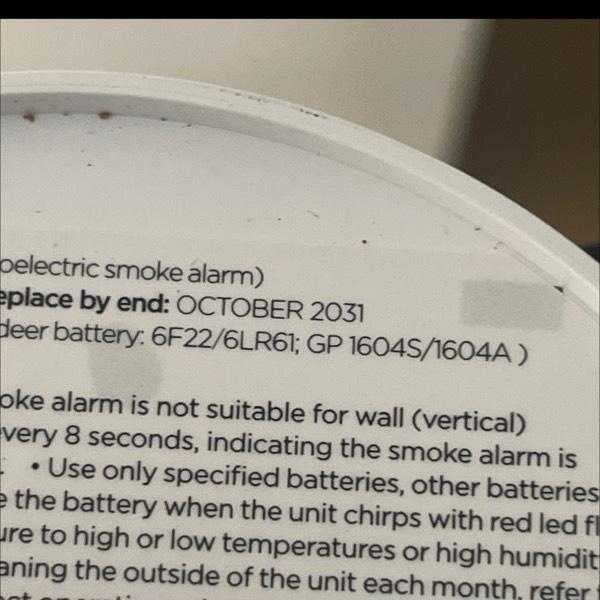 oelectric smoke alarm)
eplace by end: OCTOBER 2031
deer battery: 6F22/6LR61; GP 1604S/1604A )
oke alarm is not suitable for wall (vertical)
very 8 seconds, indicating the smoke alarm is
• Use only specified batteries, other batteries
e the battery when the unit chirps with red led fl
ure to high or low temperatures or high humidit
aning the outside of the unit each month, refer